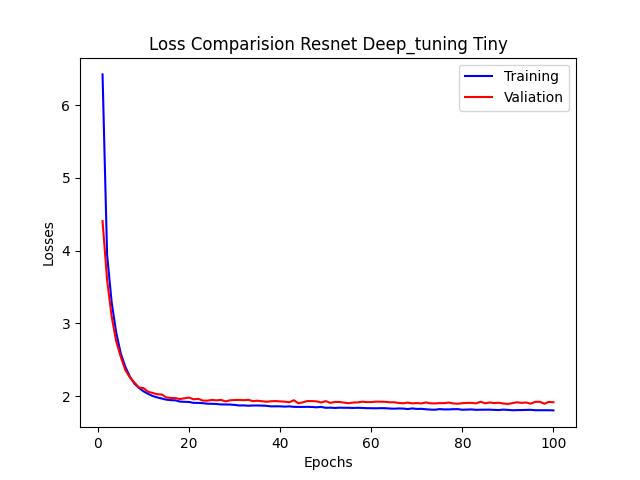 Loss Comparision Resnet Deep_tuning Tiny
Training
Valiation
6
5
4
3
2
Losses
0 20 40 60 80 100
Epochs